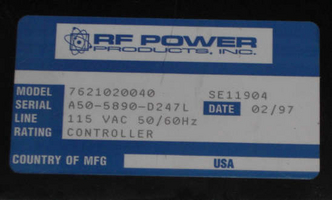 RF POWER
PRODUCTS, INC.
MODEL 7621020040 SE11904
SERIAL A50-5890-D247L DATE 02/97
LINE 115 VAC 50/60Hz
RATING CONTROLLER
COUNTRY OF MFG USA